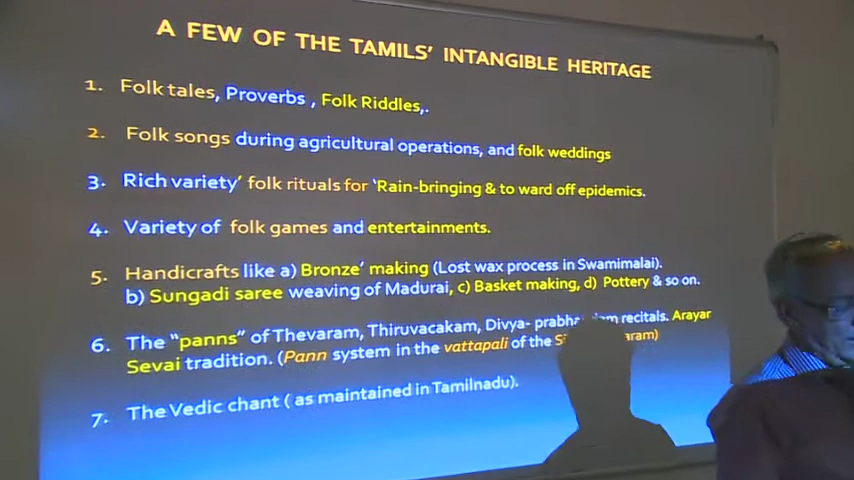 A FEW OF THE TAMILS' INTANGIBLE HERITAGE
1. Folk tales, Proverbs , Folk Riddles,.
2. Folk songs during agricultural operations, and folk weddings
3. Rich variety' folk rituals for 'Rain-bringing & to ward off epidemics.
4. Variety of folk games and entertainments.
5. Handicrafts like a) Bronze' making (Lost wax process in Swamimalai).
b) Sungadi saree weaving of Madurai, c) Basket making, d) Pottery & so on.
6. The "panns" of Thevaram, Thiruvacakam, Divya- recitals. Arayar
Sevai tradition. (Pann system in the vattapali of the
7. The Vedic chant ( as maintained in Tamilnadu).